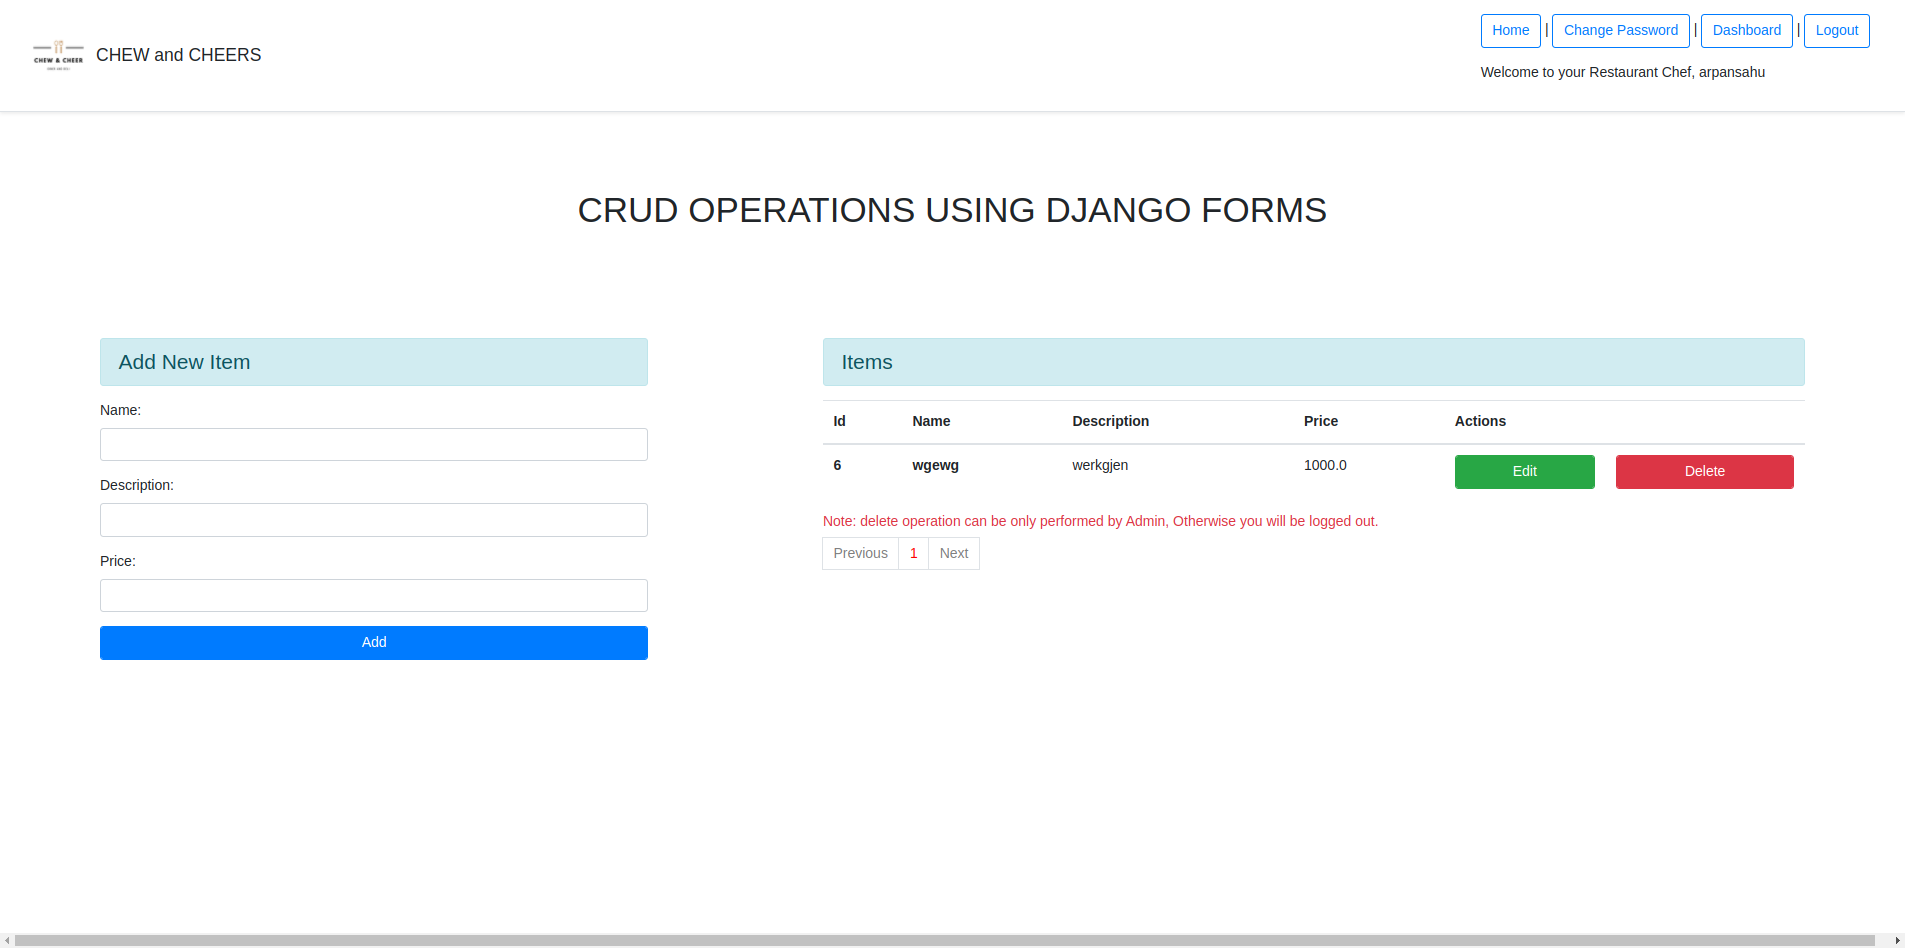 CHEW & CHEER
CHEW and CHEERS
Home | Change Password | Dashboard | Logout
Welcome to your Restaurant Chef, arpansahu
CRUD OPERATIONS USING DJANGO FORMS
Add New Item
Name:
Description:
Price:
Add
Items
Id Name Description Price Actions
6 wgewg werkgjen 1000.0 Edit Delete
Note: delete operation can be only performed by Admin, Otherwise you will be logged out.
Previous 1 Next